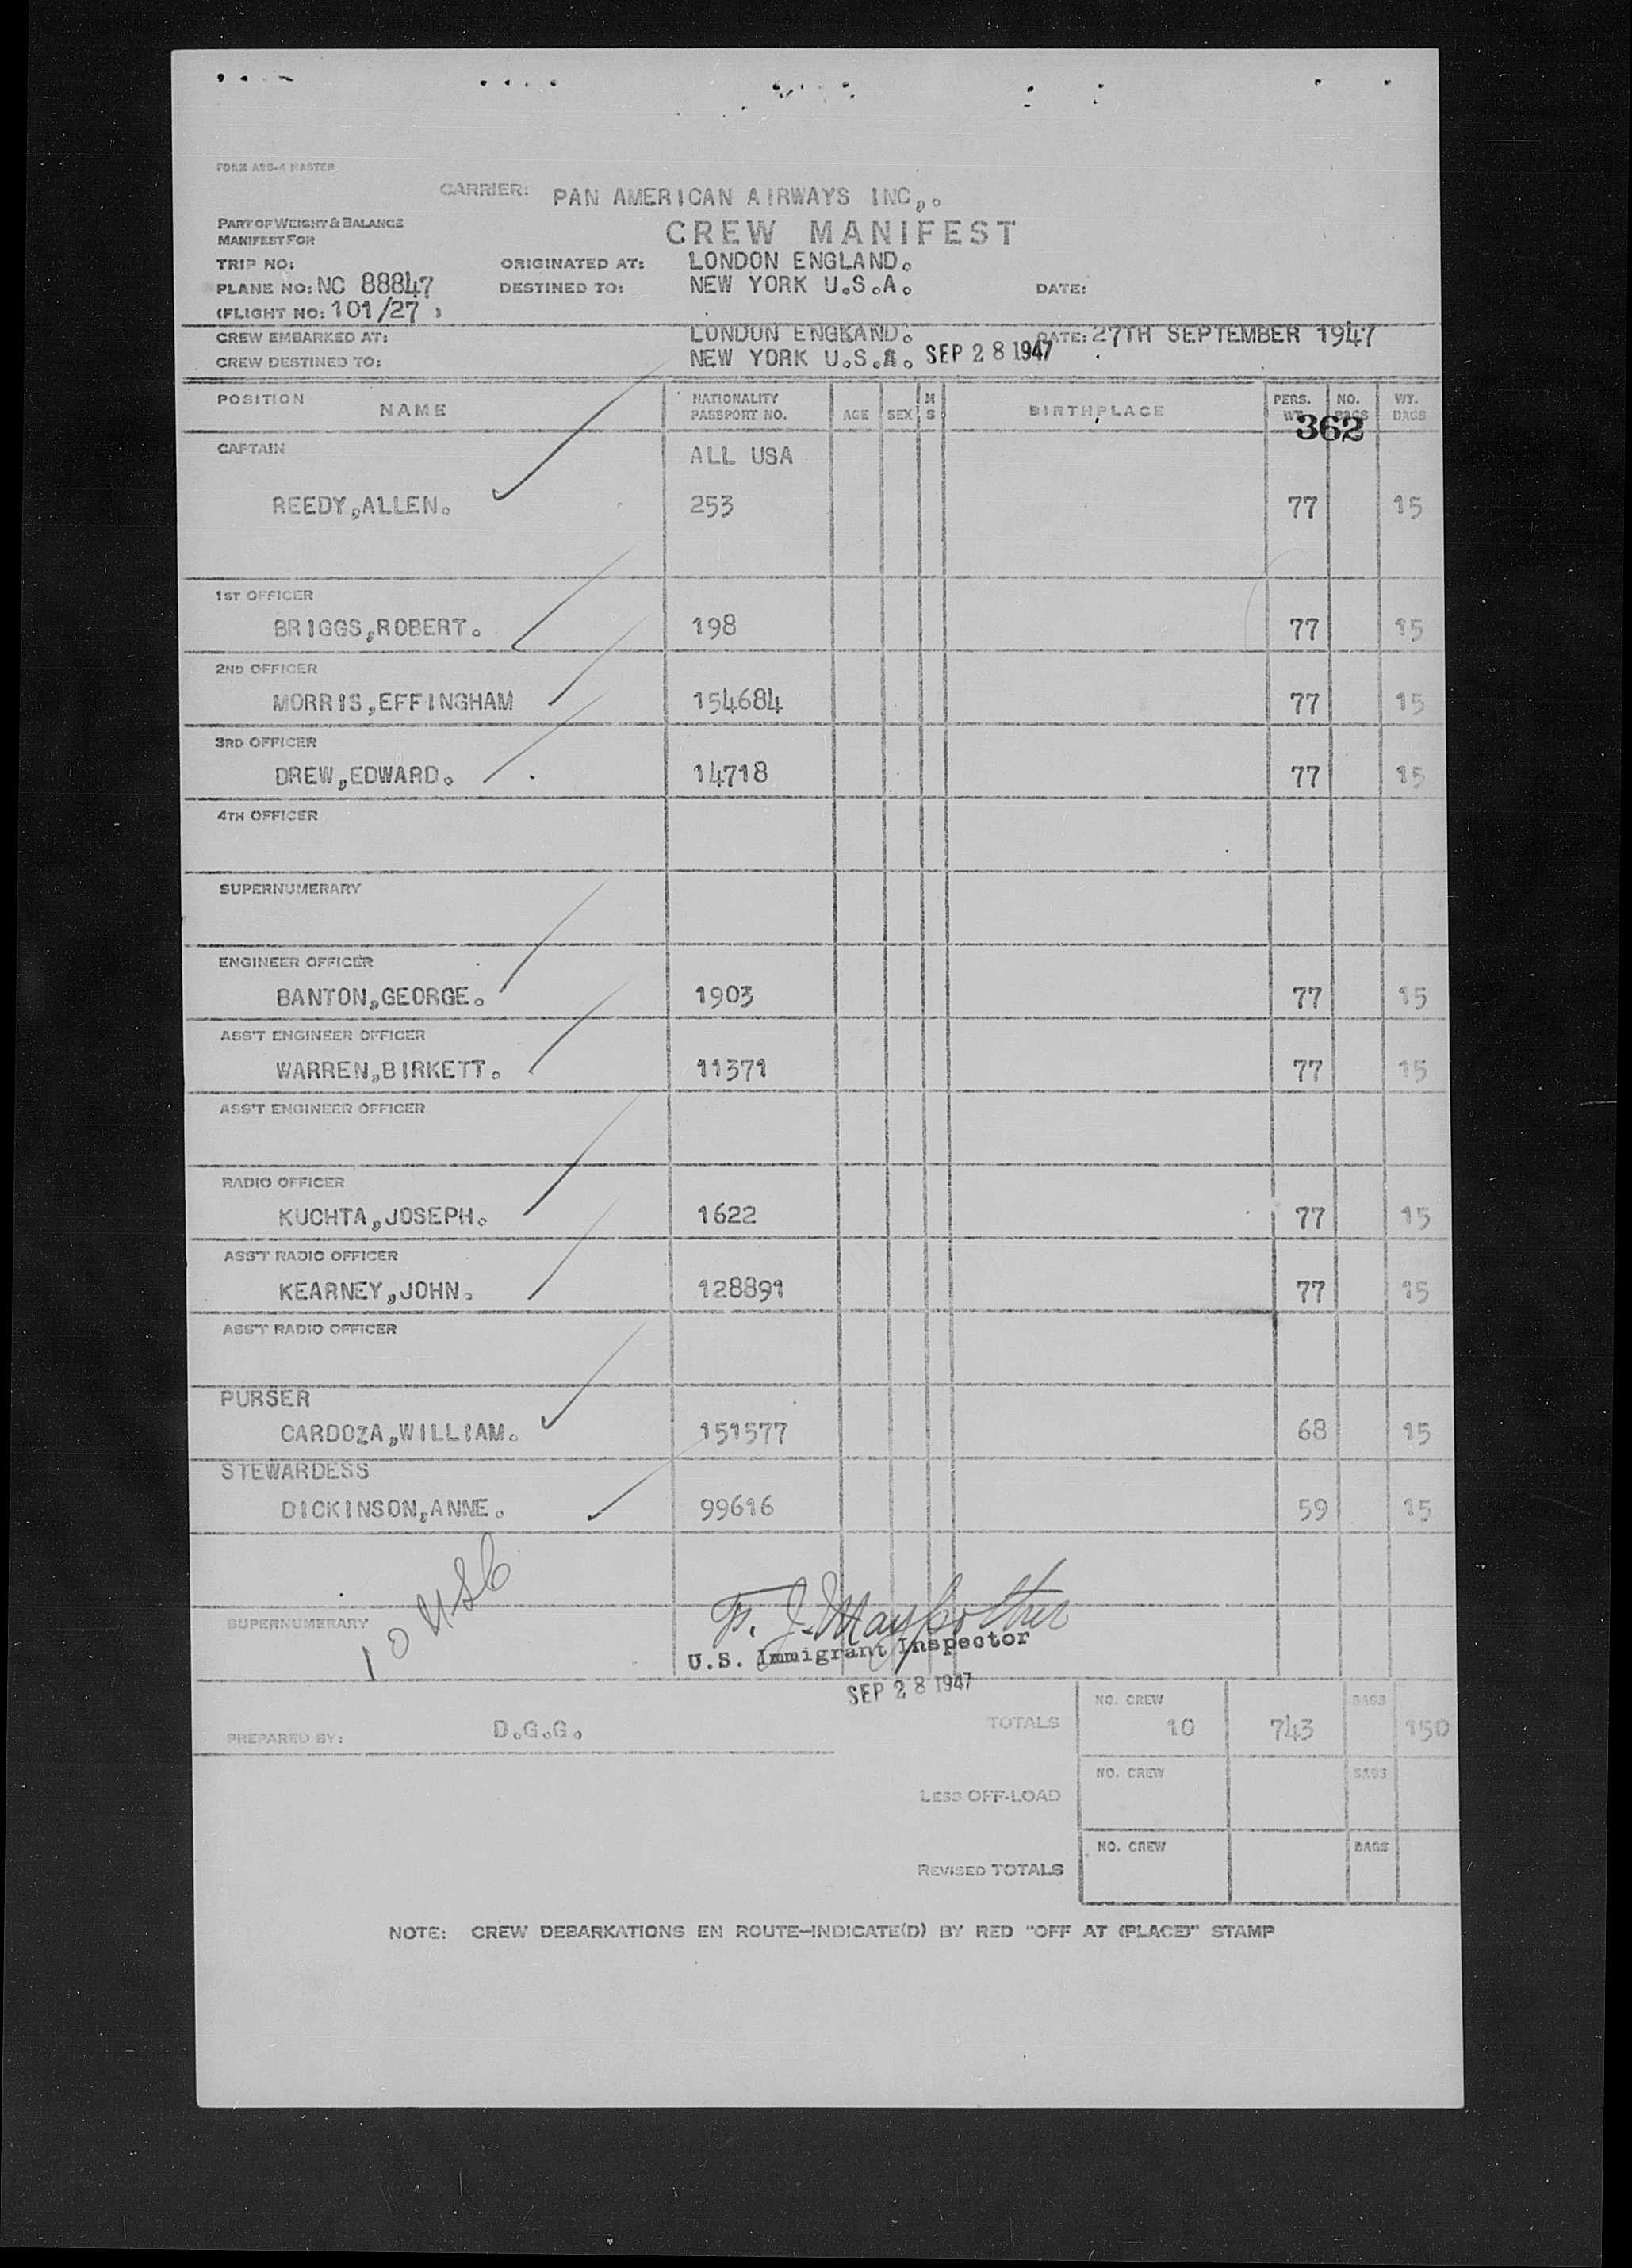 FORM ABS-4 MASTER
CARRIER: PAN AMERICAN AIRWAYS INC,.
PART OF WEIGHT & BALANCE
MANIFEST FOR
CREW MANIFEST
TRIP NO: ORIGINATED AT: LONDON ENGLAND.
PLANE NO: NC 88847 DESTINED TO: NEW YORK U.S.A. DATE:
(FLIGHT NO: 101/27 )
CREW EMBARKED AT: LONDON ENGKAND. DATE: 27TH SEPTEMBER 1947
CREW DESTINED TO: NEW YORK U.S.A. SEP 28 1947
POSITION NAME NATIONALITY PASSPORT NO. AGE SEX M S BIRTHPLACE PERS. WT. NO. BAGS WT. BAGS
362
CAPTAIN ALL USA
REEDY,ALLEN. 253 77 15
1ST OFFICER
BRIGGS,ROBERT. 198 77 15
2ND OFFICER
MORRIS,EFFINGHAM 154684 77 15
3RD OFFICER
DREW,EDWARD. 14718 77 15
4TH OFFICER
SUPERNUMERARY
ENGINEER OFFICER
BANTON,GEORGE. 1903 77 15
ASS'T ENGINEER OFFICER
WARREN,BIRKETT. 11371 77 15
ASS'T ENGINEER OFFICER
RADIO OFFICER
KUCHTA,JOSEPH. 1622 77 15
ASS'T RADIO OFFICER
KEARNEY,JOHN. 128891 77 15
ASS'T RADIO OFFICER
PURSER
CARDOZA,WILLIAM. 151577 68 15
STEWARDESS
DICKINSON,ANNE. 99616 59 15
10 USC
SUPERNUMERARY
F. J. Maybother
U.S. Immigrant Inspector
SEP 28 1947
PREPARED BY: D.G.G. TOTALS NO. CREW 10 743 BAGS 150
LESS OFF-LOAD NO. CREW BAGS
REVISED TOTALS NO. CREW BAGS
NOTE: CREW DEBARKATIONS EN ROUTE—INDICATE(D) BY RED "OFF AT (PLACE)" STAMP